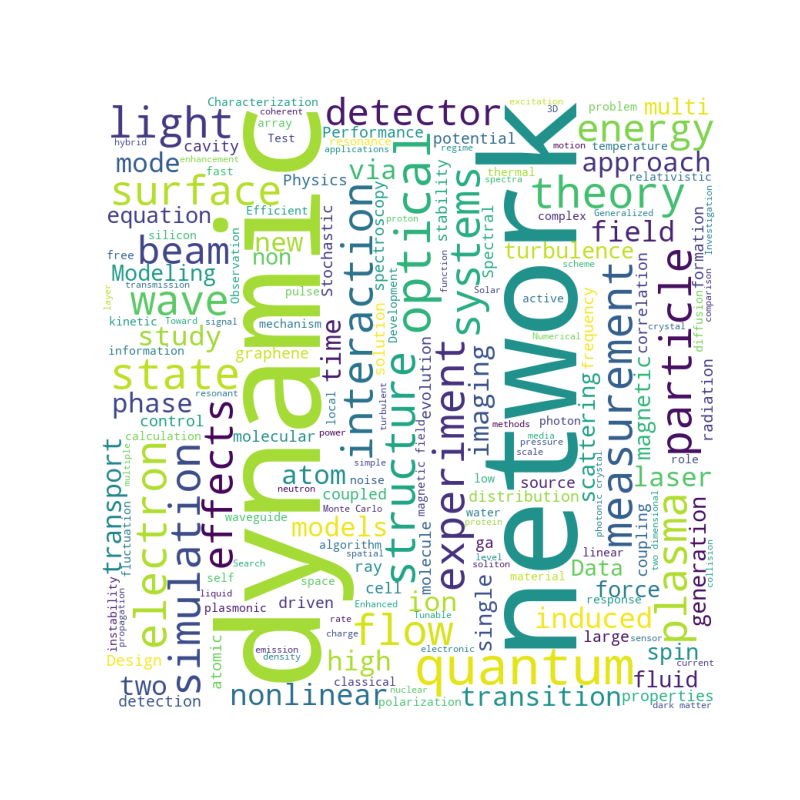 Characterization
excitation
3D
light
coherent
detector
problem
multi
array
Performance
resonance
potential
energy
hybrid
cavity
Test
applications
regime
motion
temperature
mode
enhancement
fast
Physics
via
thermal
spectra
approach
relativistic
surface
Efficient
spectroscopy
stability
theory
equation
new
Stochastic
proton
function
Spectral
complex
Generalized
field
Investigation
silicon
non
optical
systems
turbulence
formation
free
beam
Observation
interaction
Development
scheme
Modeling
pulse
Solar
transmission
active
correlation
comparison
layer
wave
dynamic
network
measurement
particle
kinetic
Toward
signal
mechanism
time
solution
evolution
Numerical
frequency
crystal
diffusion
information
study
graphene
structure
experiment
imaging
magnetic
radiation
state
resonant
local
turbulent
scattering
phase
effects
power
magnetic field
methods
photon
control
calculation
molecular
media
pressure
scale
role
transport
multiple
electron
simulation
atom
simple
noise
low
source
laser
fluctuation
neutron
coupled
distribution
photonic crystal
two dimensional
waveguide
Monte Carlo
molecule
water
protein
plasma
generation
models
algorithm
spatial
ga
level
linear
coupling
collision
instability
propagation
Search
ray
soliton
Data
self
space
cell
single
material
force
response
liquid
plasmonic
driven
Enhanced
Tunable
ion
induced
large
sensor
rate
charge
flow
electronic
Design
atomic
emission
density
high
quantum
spin
current
two
classical
nuclear
fluid
detection
nonlinear
polarization
transition
properties
dark matter